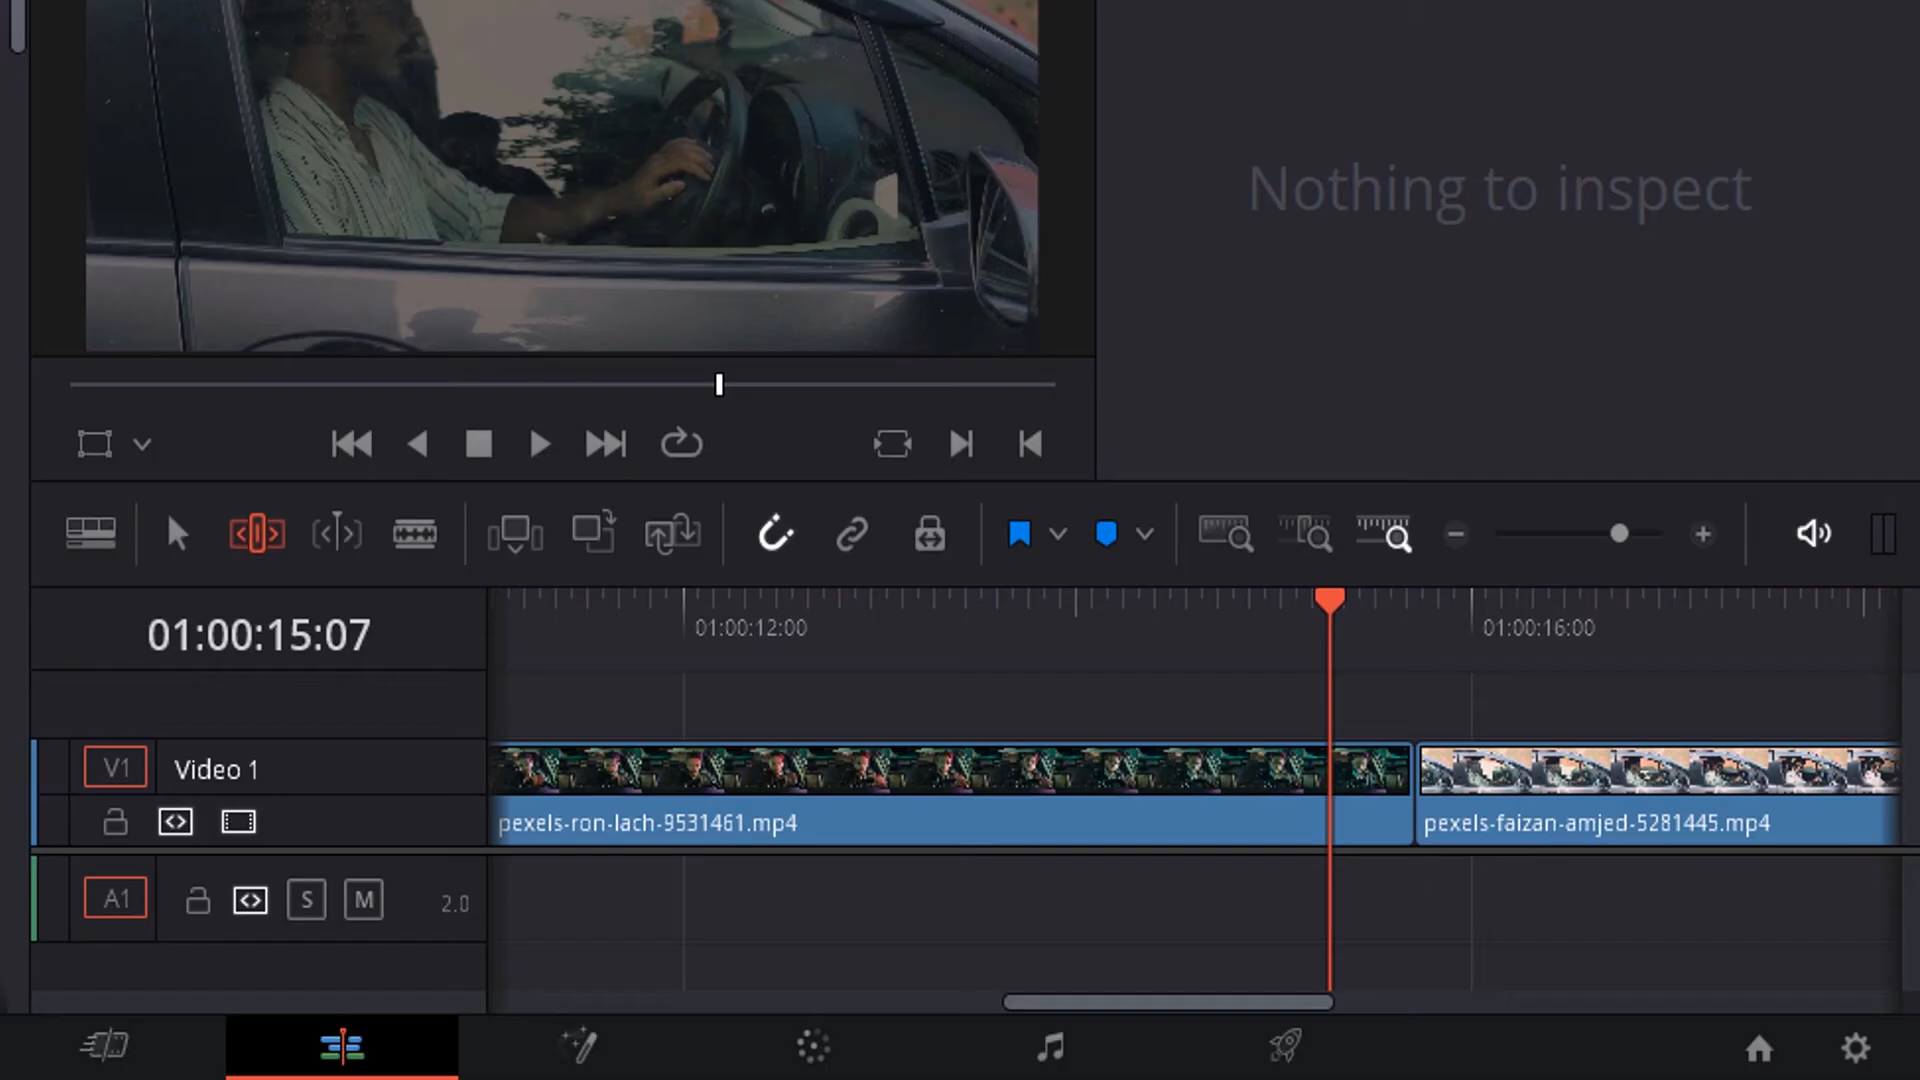 Nothing to inspect
01:00:15:07
01:00:12:00
01:00:16:00
V1
Video 1
pexels-ron-lach-9531461.mp4
pexels-faizan-amjed-5281445.mp4
A1
S
M
2.0